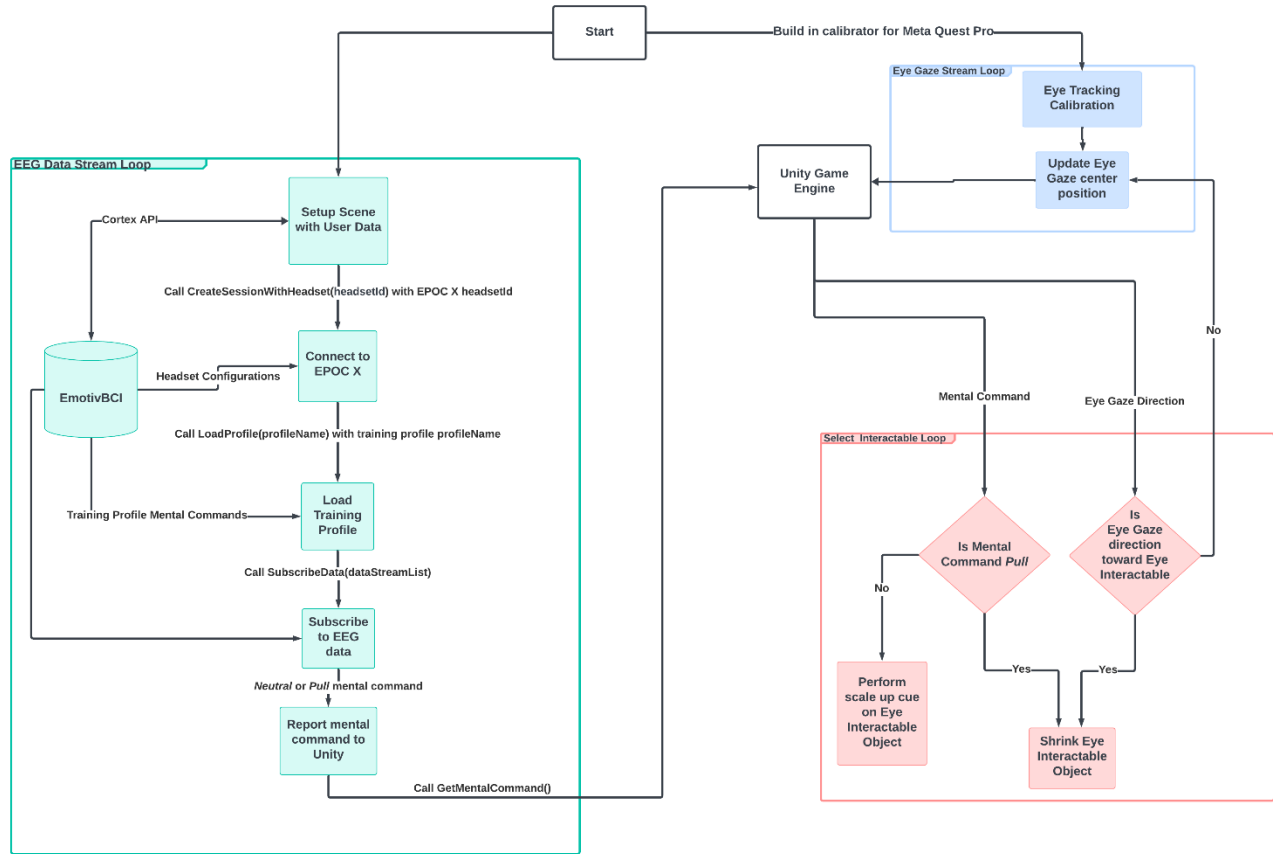 Start
Build in calibrator for Meta Quest Pro
Eye Gaze Stream Loop
Eye Tracking
Calibration
Update Eye
Gaze center
position
Unity Game
Engine
EEG Data Stream Loop
Setup Scene
with User Data
Cortex API
Call CreateSessionWithHeadset(headsetId) with EPOC X headsetId
EmotivBCI
Connect to
EPOC X
Headset Configurations
Call LoadProfile(profileName) with training profile profileName
Load
Training
Profile
Training Profile Mental Commands
Call SubscribeData(dataStreamList)
Subscribe
to EEG
data
Neutral or Pull mental command
Report mental
command to
Unity
Call GetMentalCommand()
No
Mental Command
Eye Gaze Direction
Select Interactable Loop
Is Mental
Command Pull
Is
Eye Gaze
direction
toward Eye
Interactable
No
Yes
Yes
Perform
scale up cue
on Eye
Interactable
Object
Shrink Eye
Interactable
Object